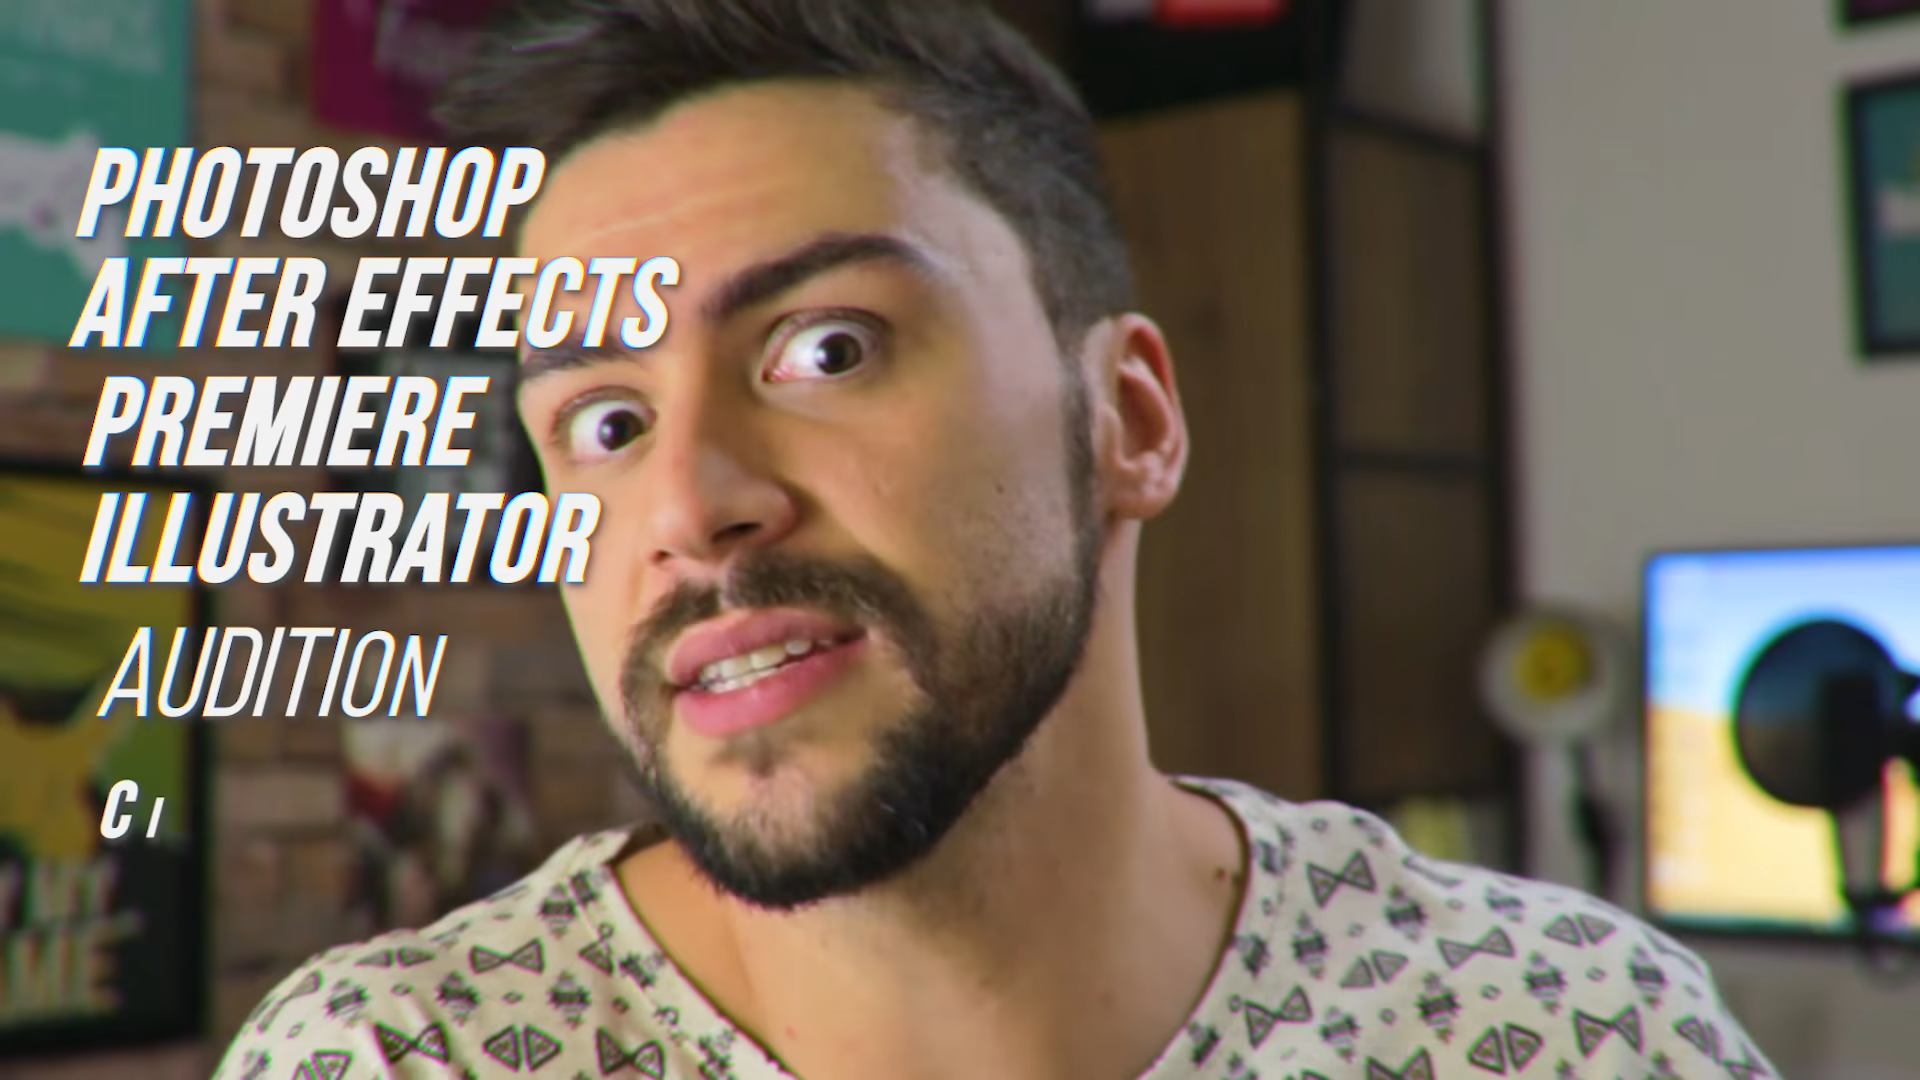 PHOTOSHOP
AFTER EFFECTS
PREMIERE
ILLUSTRATOR
AUDITION
C I